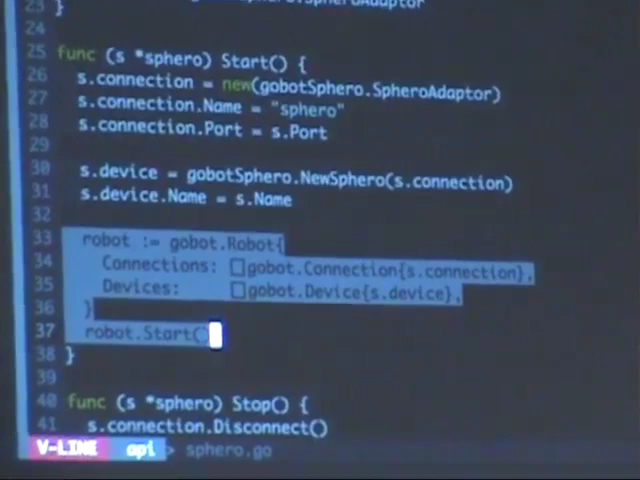 23 }
24
25 func (s *sphero) Start() {
26 s.connection = new(gobotSphero.SpheroAdaptor)
27 s.connection.Name = "sphero"
28 s.connection.Port = s.Port
29
30 s.device = gobotSphero.NewSphero(s.connection)
31 s.device.Name = s.Name
32
33 robot := gobot.Robot{
34 Connections: []gobot.Connection{s.connection},
35 Devices: []gobot.Device{s.device},
36 }
37 robot.Start()
38 }
39
40 func (s *sphero) Stop() {
41 s.connection.Disconnect()
V-LINE api > sphero.go